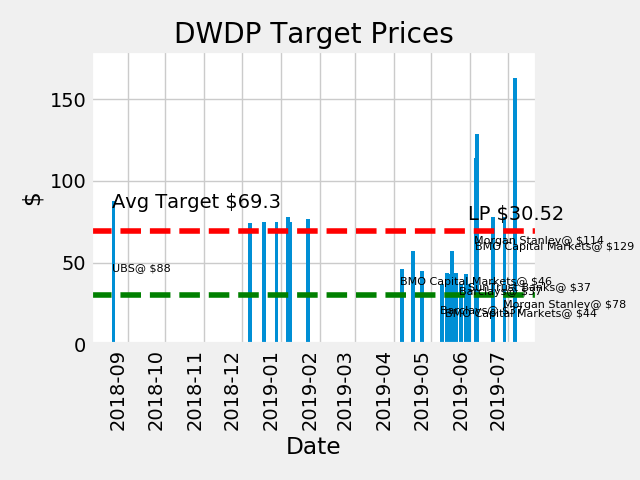 DWDP Target Prices
$
150
100
50
0
Avg Target $69.3
LP $30.52
UBS@ $88
Morgan Stanley@ $114
BMO Capital Markets@ $129
BMO Capital Markets@ $46
SunTrust Banks@ $37
Barclays@ $37
Morgan Stanley@ $78
Barclays@
BMO Capital Markets@ $44
2018-09
2018-10
2018-11
2018-12
2019-01
2019-02
2019-03
2019-04
2019-05
2019-06
2019-07
Date